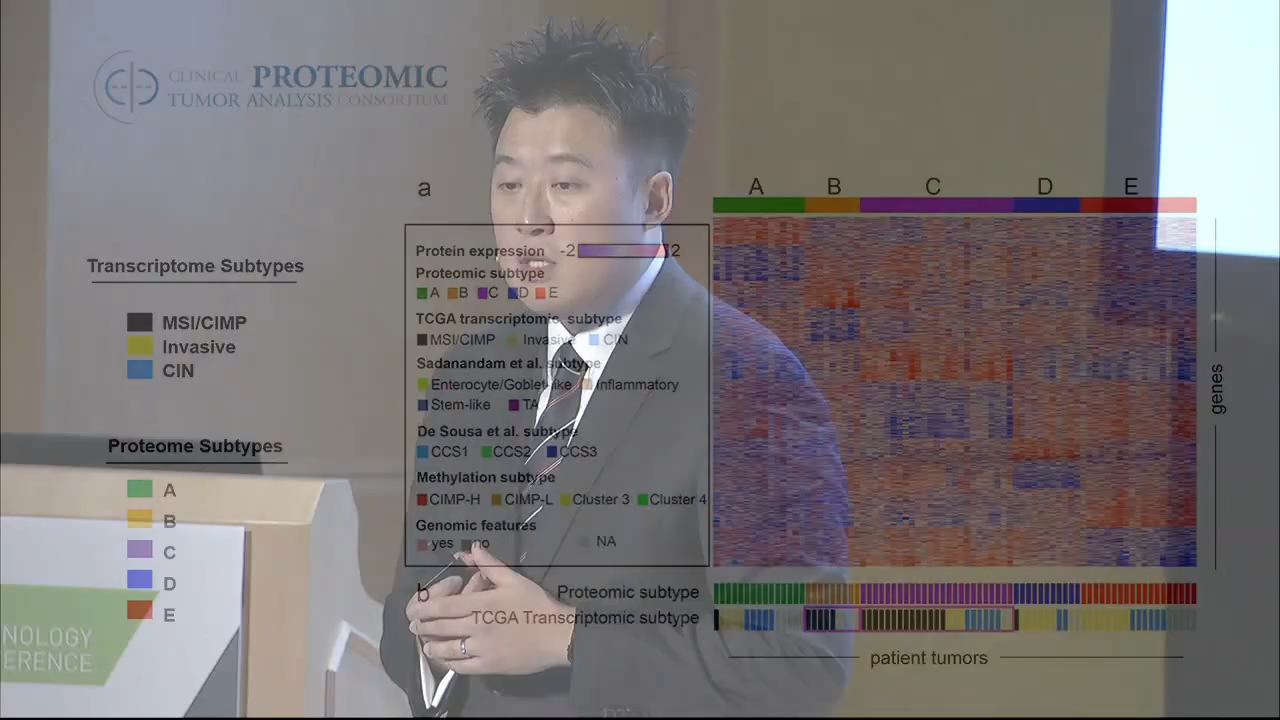 CLINICAL PROTEOMIC
TUMOR ANALYSIS CONSORTIUM
Transcriptome Subtypes
MSI/CIMP
Invasive
CIN
Proteome Subtypes
A
B
C
D
E
NOLOGY
ERENCE
a
Protein expression -2 2
Proteomic subtype
A B C D E
TCGA transcriptomic subtype
MSI/CIMP Invasive CIN
Sadanandam et al. subtype
Enterocyte/Goblet-like Inflammatory
Stem-like TA
De Sousa et al. subtype
CCS1 CCS2 CCS3
Methylation subtype
CIMP-H CIMP-L Cluster 3 Cluster 4
Genomic features
yes no NA
A B C D E
genes
b
Proteomic subtype
TCGA Transcriptomic subtype
patient tumors